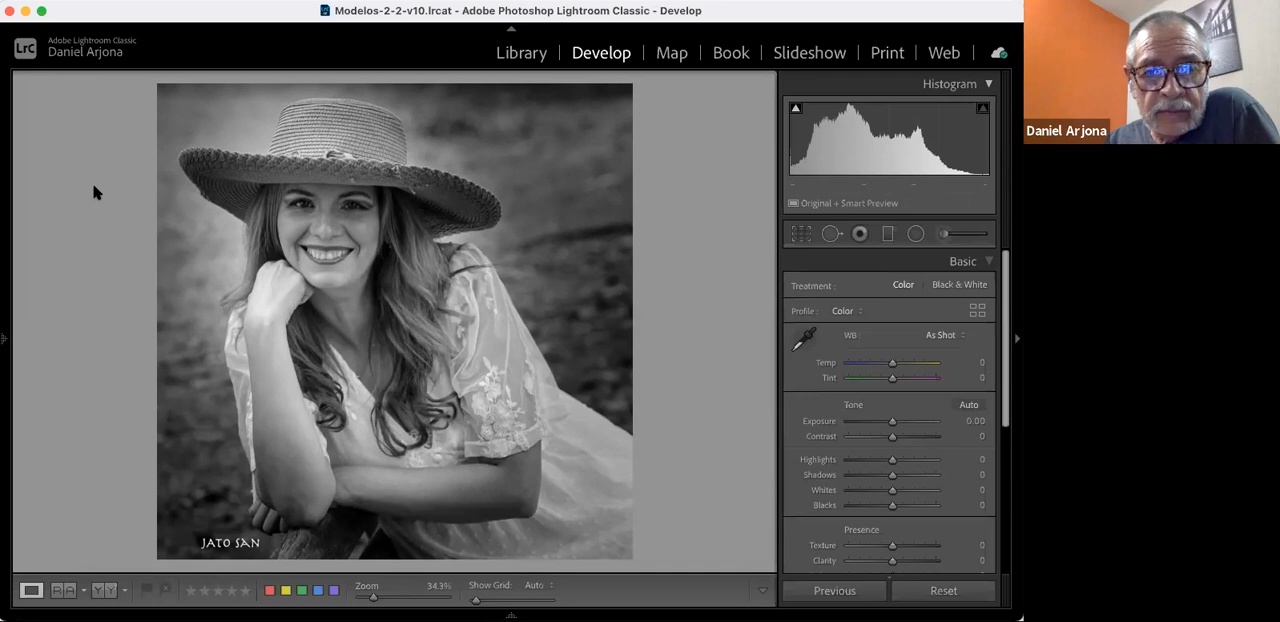 Modelos-2-2-v10.lrcat - Adobe Photoshop Lightroom Classic - Develop
LrC
Adobe Lightroom Classic
Daniel Arjona
Library
Develop
Map
Book
Slideshow
Print
Web
Histogram
Original + Smart Preview
Basic
Treatment :
Color
Black & White
Profile :
Color
WB :
As Shot
Temp
0
Tint
0
Tone
Auto
Exposure
0.00
Contrast
0
Highlights
0
Shadows
0
Whites
0
Blacks
0
Presence
Texture
0
Clarity
0
Previous
Reset
JATO SAN
Zoom
34.3%
Show Grid:
Auto
Daniel Arjona